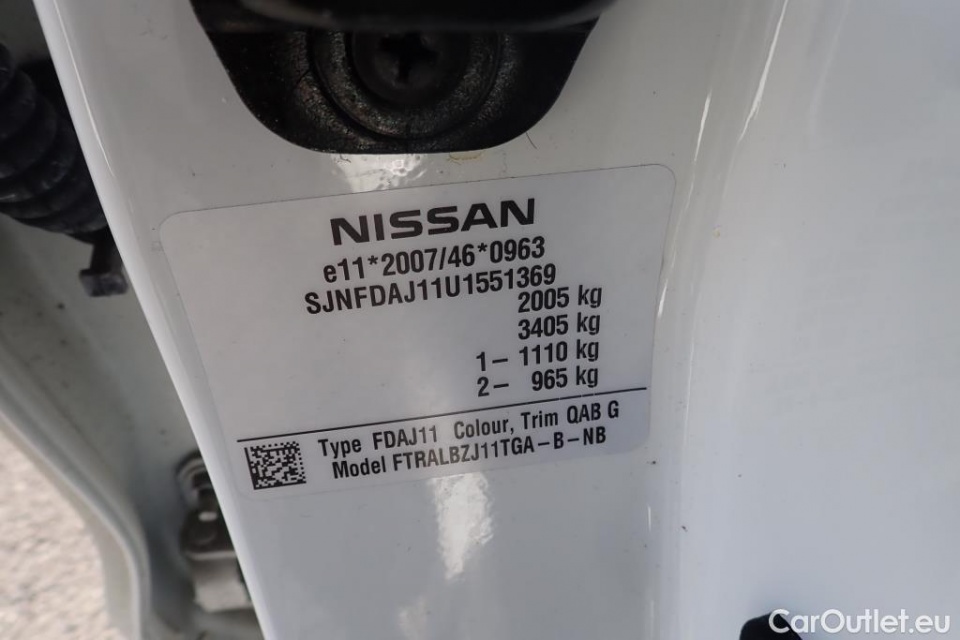 NISSAN
e11*2007/46*0963
SJNFDAJ11U1551369
2005 kg
3405 kg
1- 1110 kg
2- 965 kg
Type FDAJ11 Colour, Trim QAB G
Model FTRALBZJ11TGA-B-NB
CarOutlet.eu